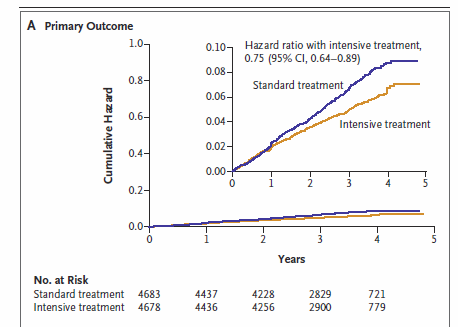 A Primary Outcome
Cumulative Hazard
1.0
0.8
0.6
0.4
0.2
0.0
0.10
0.08
0.06
0.04
0.02
0.00
Hazard ratio with intensive treatment,
0.75 (95% CI, 0.64–0.89)
Standard treatment
Intensive treatment
0 1 2 3 4 5
0 1 2 3 4 5
Years
No. at Risk
Standard treatment 4683 4437 4228 2829 721
Intensive treatment 4678 4436 4256 2900 779